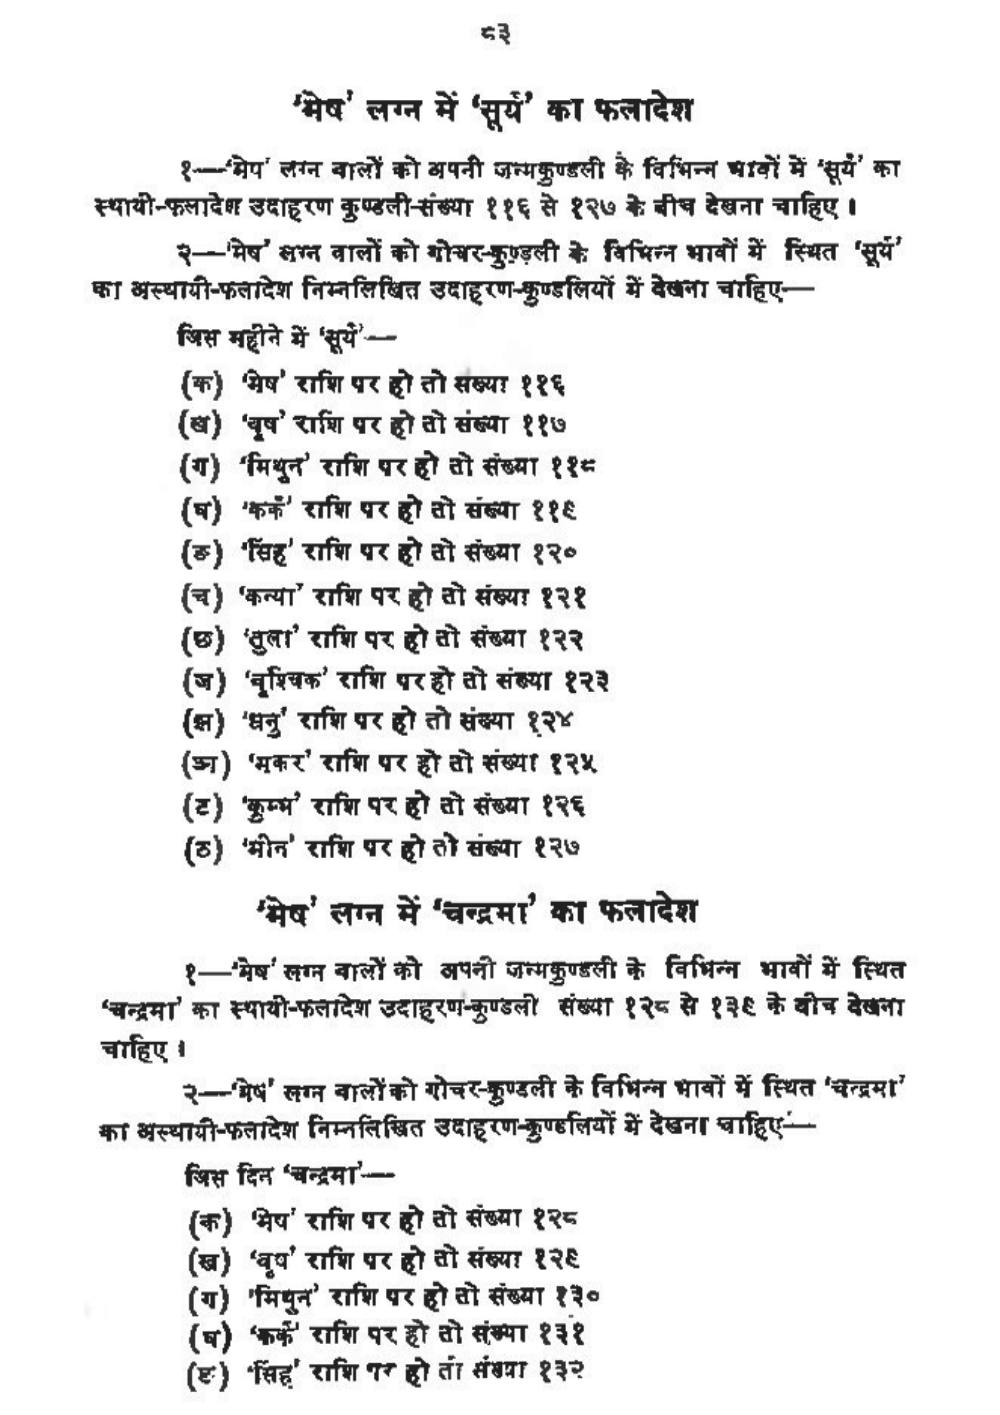 ८३
'मेष' लग्न में 'सूर्य' का फलादेश
१—'मेष' लग्न वालों को अपनी जन्मकुण्डली के विभिन्न भावों में 'सूर्य' का
स्थायी-फलादेश उदाहरण कुण्डली-संख्या ११६ से १२७ के बीच देखना चाहिए ।
२—'मेष' लग्न वालों को गोचर-कुण्डली के विभिन्न भावों में स्थित 'सूर्य'
का अस्थायी-फलादेश निम्नलिखित उदाहरण-कुण्डलियों में देखना चाहिए—
जिस महीने में 'सूर्य'—
(क) 'मेष' राशि पर हो तो संख्या ११६
(ख) 'वृष' राशि पर हो तो संख्या ११७
(ग) 'मिथुन' राशि पर हो तो संख्या ११८
(घ) 'कर्क' राशि पर हो तो संख्या ११९
(ङ) 'सिंह' राशि पर हो तो संख्या १२०
(च) 'कन्या' राशि पर हो तो संख्या १२१
(छ) 'तुला' राशि पर हो तो संख्या १२२
(ज) 'वृश्चिक' राशि पर हो तो संख्या १२३
(झ) 'धनु' राशि पर हो तो संख्या १२४
(ञ) 'मकर' राशि पर हो तो संख्या १२५
(ट) 'कुम्भ' राशि पर हो तो संख्या १२६
(ठ) 'मीन' राशि पर हो तो संख्या १२७
'मेष' लग्न में 'चन्द्रमा' का फलादेश
१—'मेष' लग्न वालों को अपनी जन्मकुण्डली के विभिन्न भावों में स्थित
'चन्द्रमा' का स्थायी-फलादेश उदाहरण-कुण्डली संख्या १२८ से १३९ के बीच देखना
चाहिए ।
२—'मेष' लग्न वालों को गोचर-कुण्डली के विभिन्न भावों में स्थित 'चन्द्रमा'
का अस्थायी-फलादेश निम्नलिखित उदाहरण-कुण्डलियों में देखना चाहिए—
जिस दिन 'चन्द्रमा'—
(क) 'मेष' राशि पर हो तो संख्या १२८
(ख) 'वृष' राशि पर हो तो संख्या १२९
(ग) 'मिथुन' राशि पर हो तो संख्या १३०
(घ) 'कर्क' राशि पर हो तो संख्या १३१
(ङ) 'सिंह' राशि पर हो तो संख्या १३२